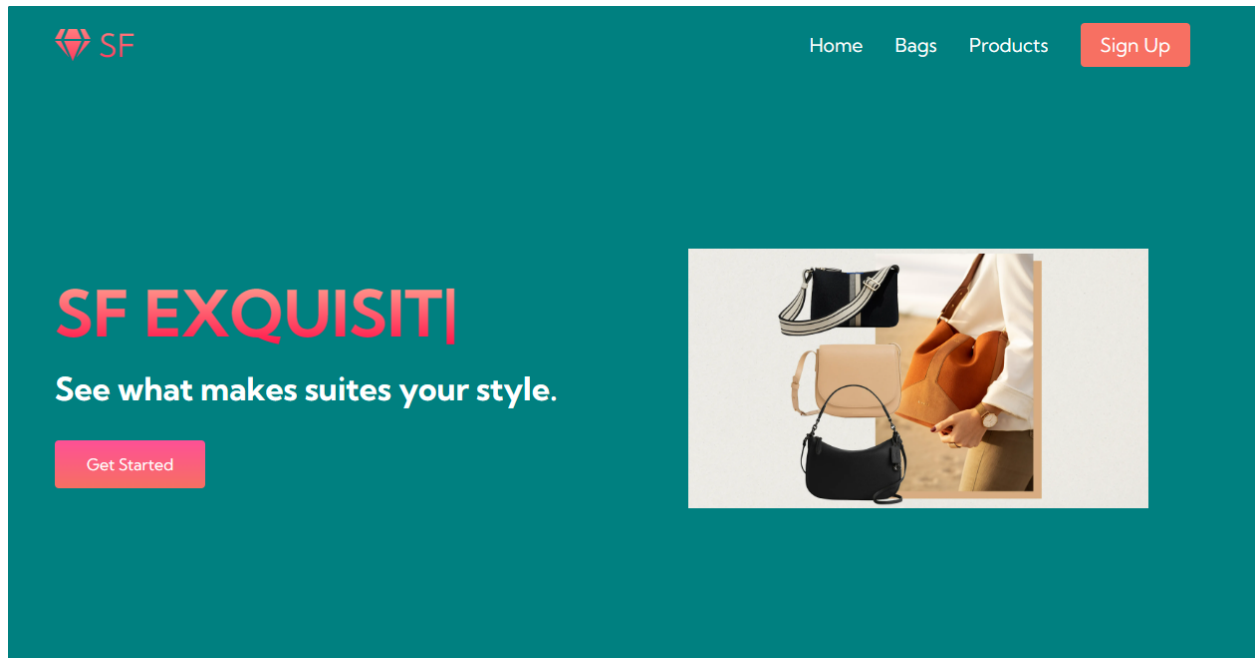 SF
Home
Bags
Products
Sign Up
SF EXQUISIT|
See what makes suites your style.
Get Started